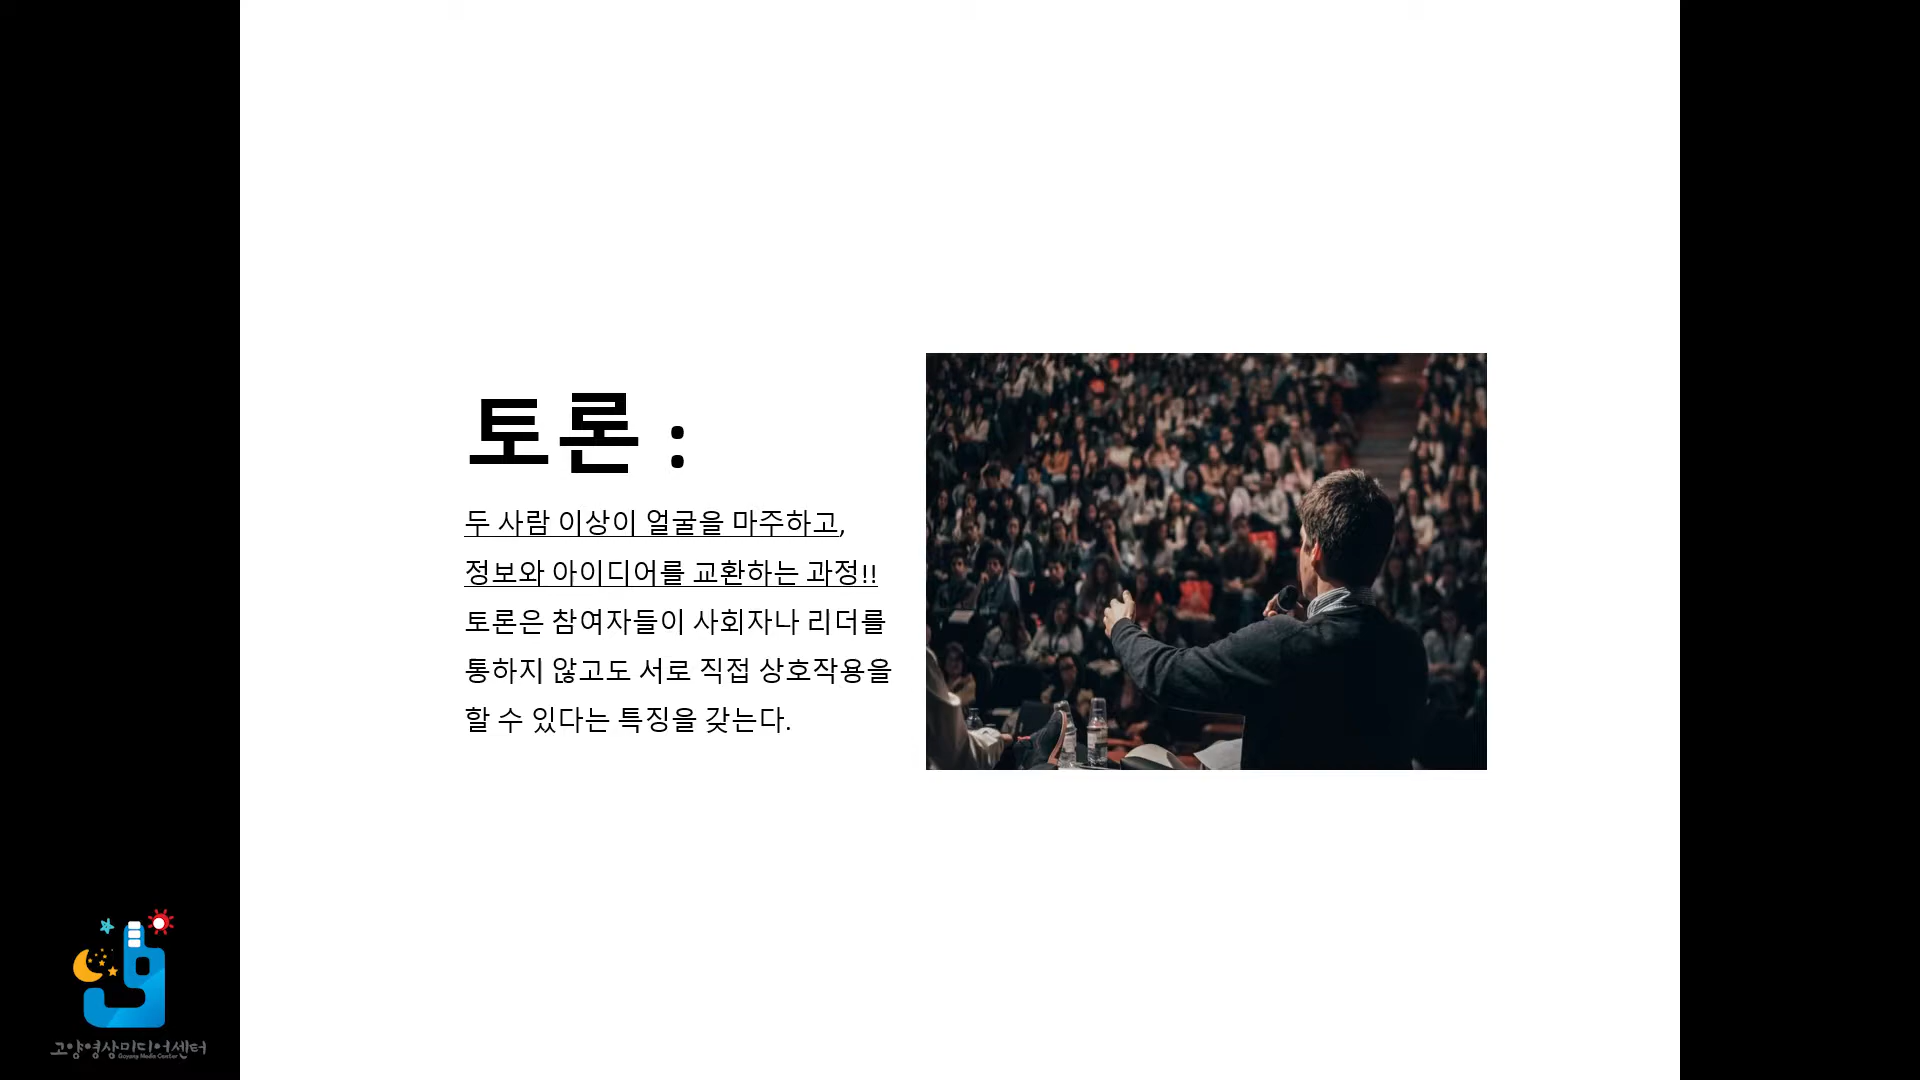 토론 :
두 사람 이상이 얼굴을 마주하고,
정보와 아이디어를 교환하는 과정!!
토론은 참여자들이 사회자나 리더를
통하지 않고도 서로 직접 상호작용을
할 수 있다는 특징을 갖는다.
고양영상미디어센터
Goyang Media Center